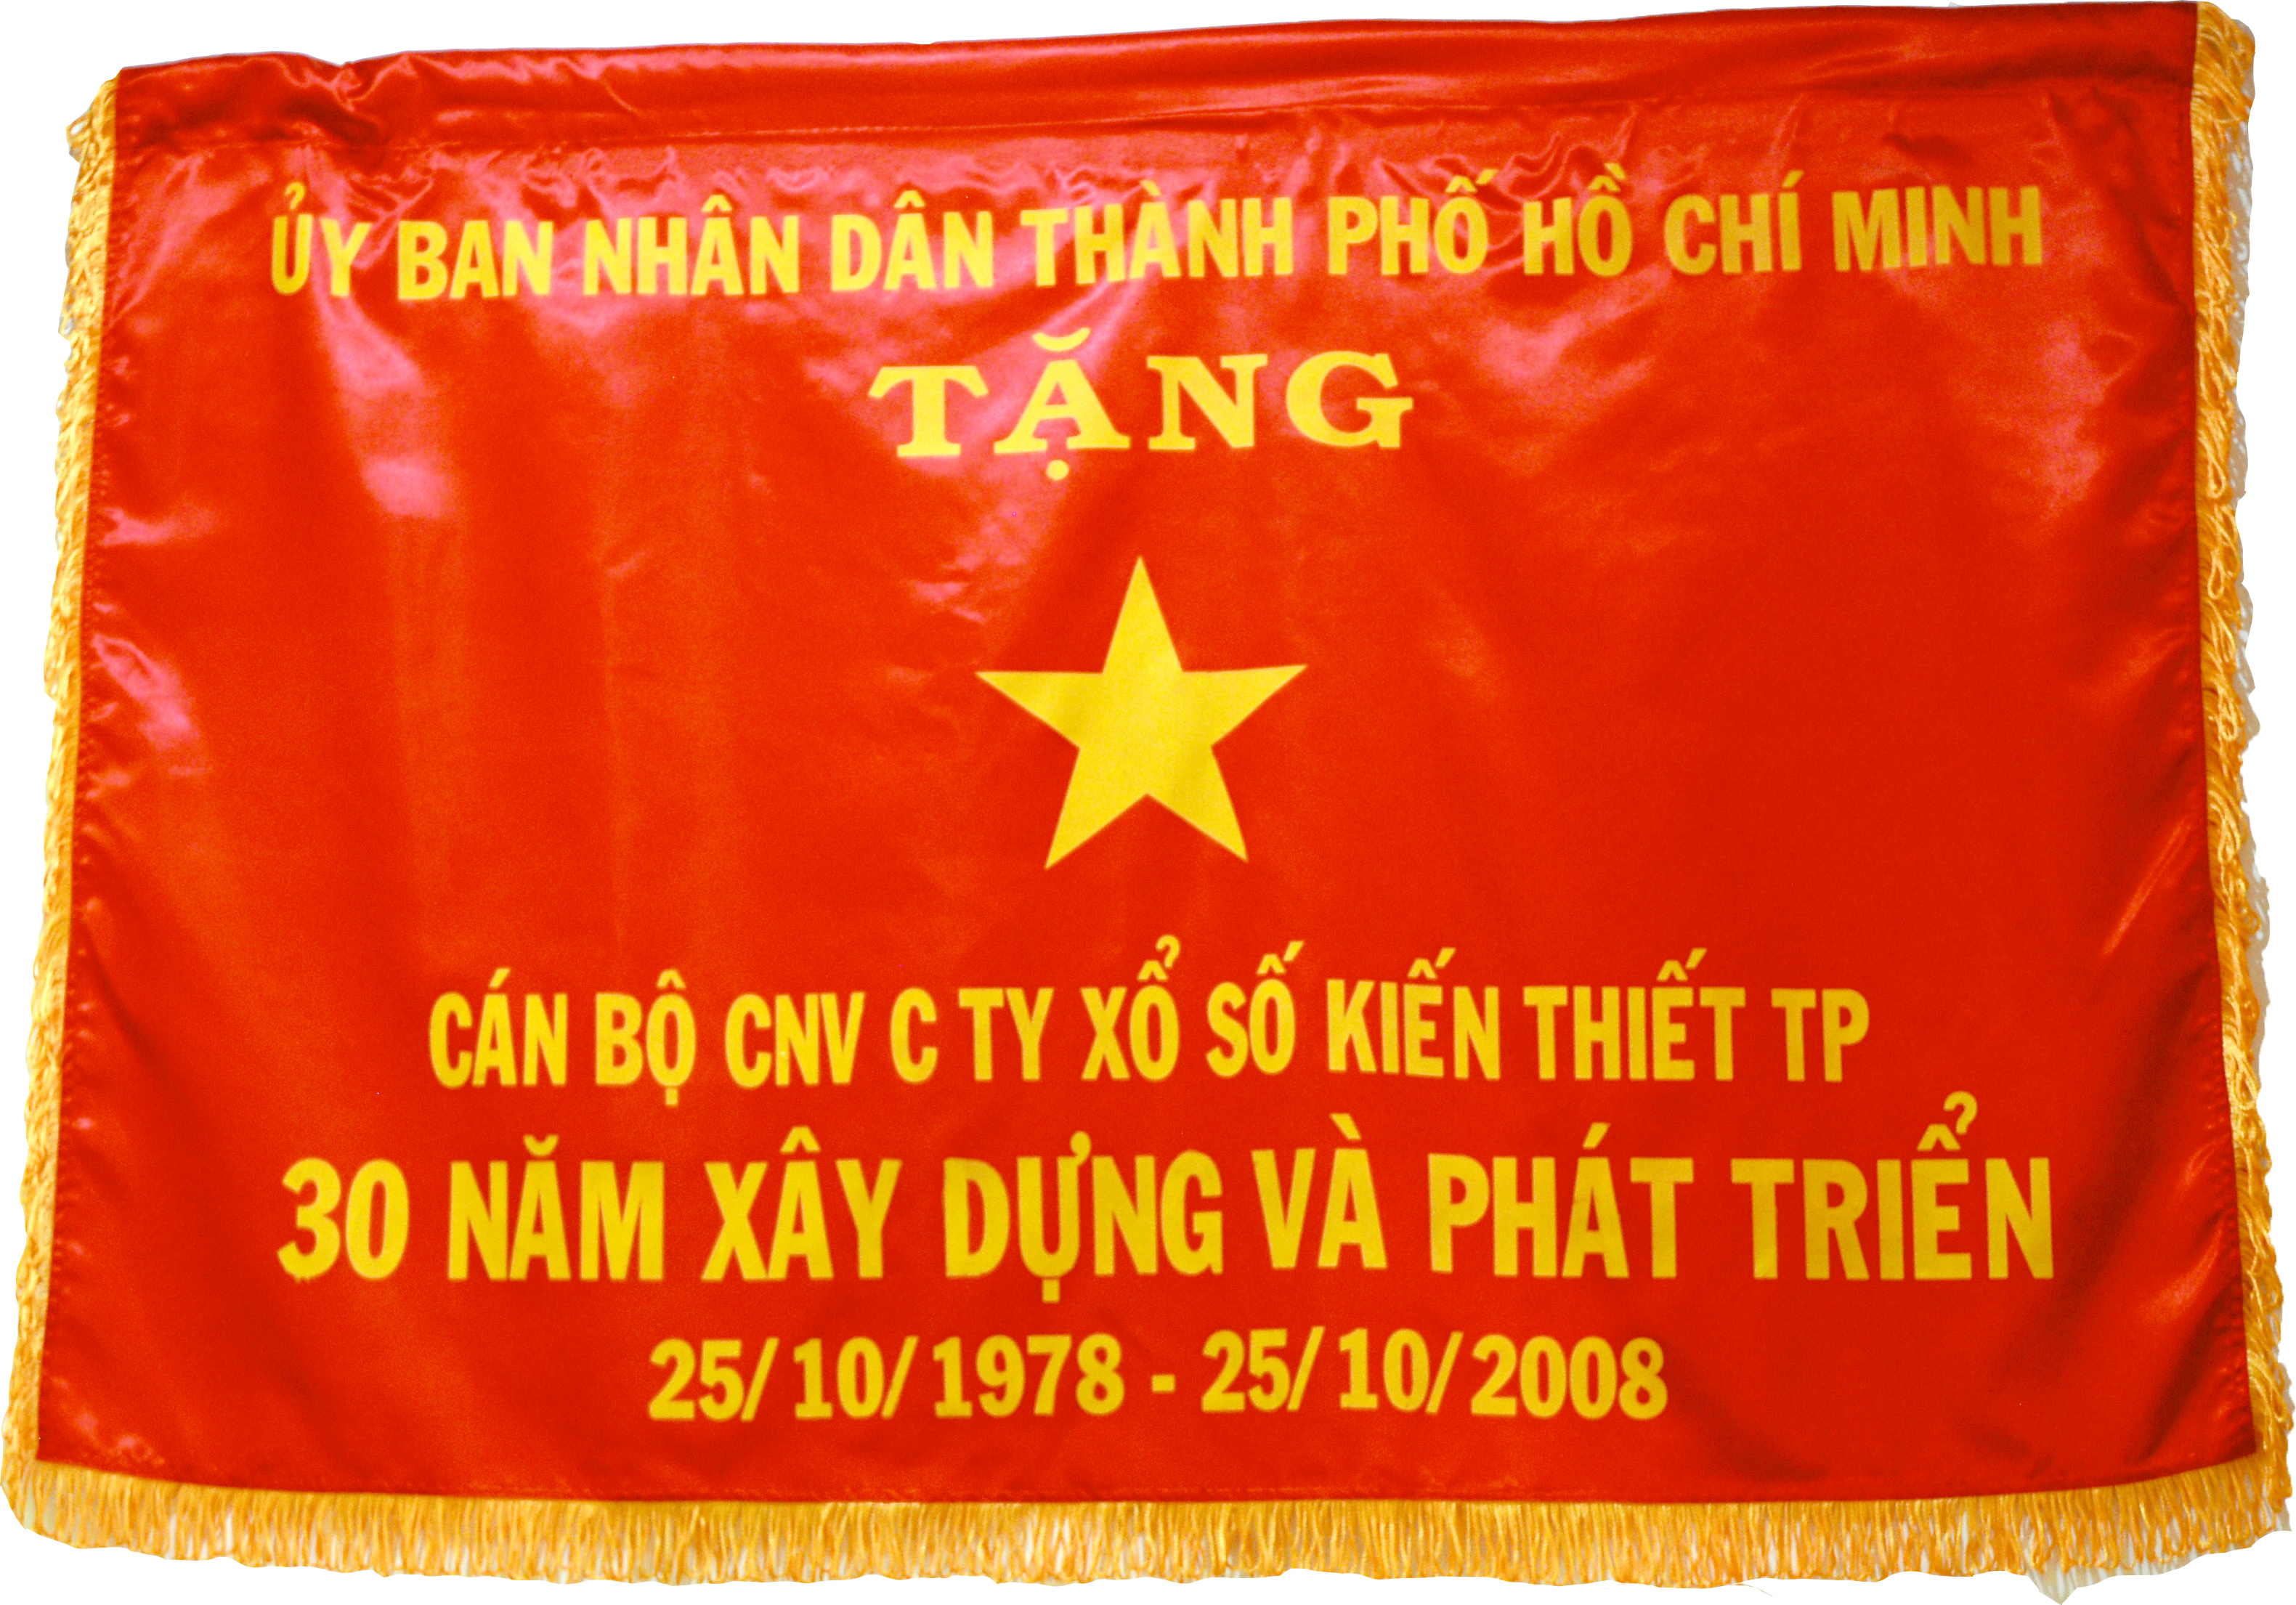 ỦY BAN NHÂN DÂN THÀNH PHỐ HỒ CHÍ MINH
TẶNG
CÁN BỘ CNV C TY XỔ SỐ KIẾN THIẾT TP
30 NĂM XÂY DỰNG VÀ PHÁT TRIỂN
25/10/1978 - 25/10/2008